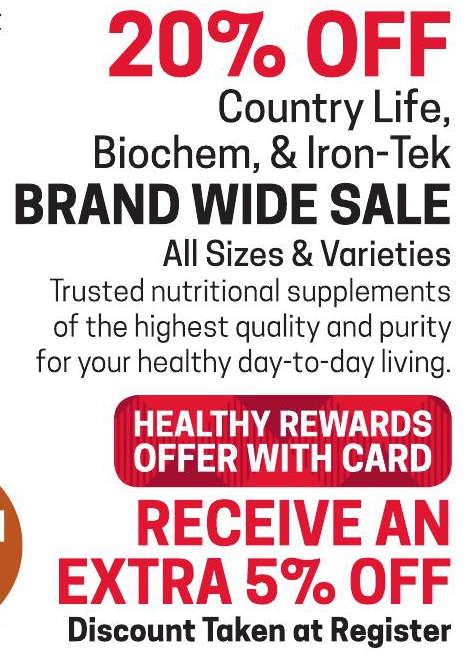 20% OFF
Country Life,
Biochem, & Iron-Tek
BRAND WIDE SALE
All Sizes & Varieties
Trusted nutritional supplements
of the highest quality and purity
for your healthy day-to-day living.
HEALTHY REWARDS
OFFER WITH CARD
RECEIVE AN
EXTRA 5% OFF
Discount Taken at Register